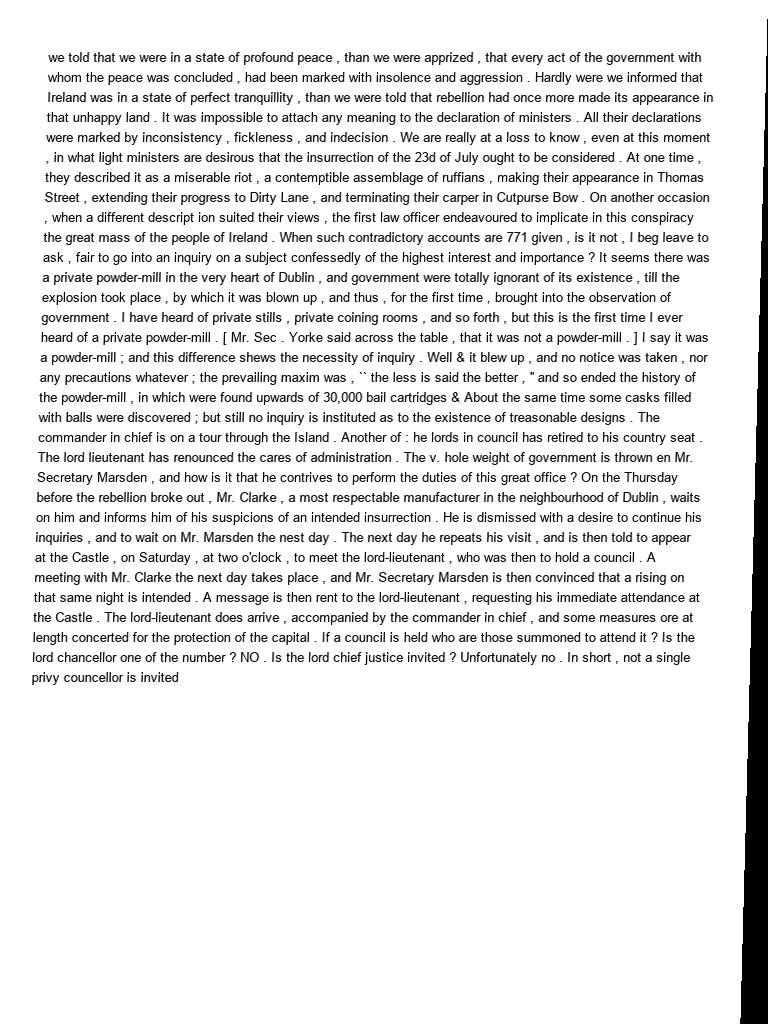 we told that we were in a state of profound peace , than we were apprized , that every act of the government with
whom the peace was concluded , had been marked with insolence and aggression . Hardly were we informed that
Ireland was in a state of perfect tranquillity , than we were told that rebellion had once more made its appearance in
that unhappy land . It was impossible to attach any meaning to the declaration of ministers . All their declarations
were marked by inconsistency , fickleness , and indecision . We are really at a loss to know , even at this moment
, in what light ministers are desirous that the insurrection of the 23d of July ought to be considered . At one time ,
they described it as a miserable riot , a contemptible assemblage of ruffians , making their appearance in Thomas
Street , extending their progress to Dirty Lane , and terminating their carper in Cutpurse Bow . On another occasion
, when a different descript ion suited their views , the first law officer endeavoured to implicate in this conspiracy
the great mass of the people of Ireland . When such contradictory accounts are 771 given , is it not , I beg leave to
ask , fair to go into an inquiry on a subject confessedly of the highest interest and importance ? It seems there was
a private powder-mill in the very heart of Dublin , and government were totally ignorant of its existence , till the
explosion took place , by which it was blown up , and thus , for the first time , brought into the observation of
government . I have heard of private stills , private coining rooms , and so forth , but this is the first time I ever
heard of a private powder-mill . [ Mr. Sec . Yorke said across the table , that it was not a powder-mill . ] I say it was
a powder-mill ; and this difference shews the necessity of inquiry . Well & it blew up , and no notice was taken , nor
any precautions whatever ; the prevailing maxim was , `` the less is said the better , " and so ended the history of
the powder-mill , in which were found upwards of 30,000 bail cartridges & About the same time some casks filled
with balls were discovered ; but still no inquiry is instituted as to the existence of treasonable designs . The
commander in chief is on a tour through the Island . Another of : he lords in council has retired to his country seat .
The lord lieutenant has renounced the cares of administration . The v. hole weight of government is thrown en Mr.
Secretary Marsden , and how is it that he contrives to perform the duties of this great office ? On the Thursday
before the rebellion broke out , Mr. Clarke , a most respectable manufacturer in the neighbourhood of Dublin , waits
on him and informs him of his suspicions of an intended insurrection . He is dismissed with a desire to continue his
inquiries , and to wait on Mr. Marsden the nest day . The next day he repeats his visit , and is then told to appear
at the Castle , on Saturday , at two o'clock , to meet the lord-lieutenant , who was then to hold a council . A
meeting with Mr. Clarke the next day takes place , and Mr. Secretary Marsden is then convinced that a rising on
that same night is intended . A message is then rent to the lord-lieutenant , requesting his immediate attendance at
the Castle . The lord-lieutenant does arrive , accompanied by the commander in chief , and some measures ore at
length concerted for the protection of the capital . If a council is held who are those summoned to attend it ? Is the
lord chancellor one of the number ? NO . Is the lord chief justice invited ? Unfortunately no . In short , not a single
privy councellor is invited